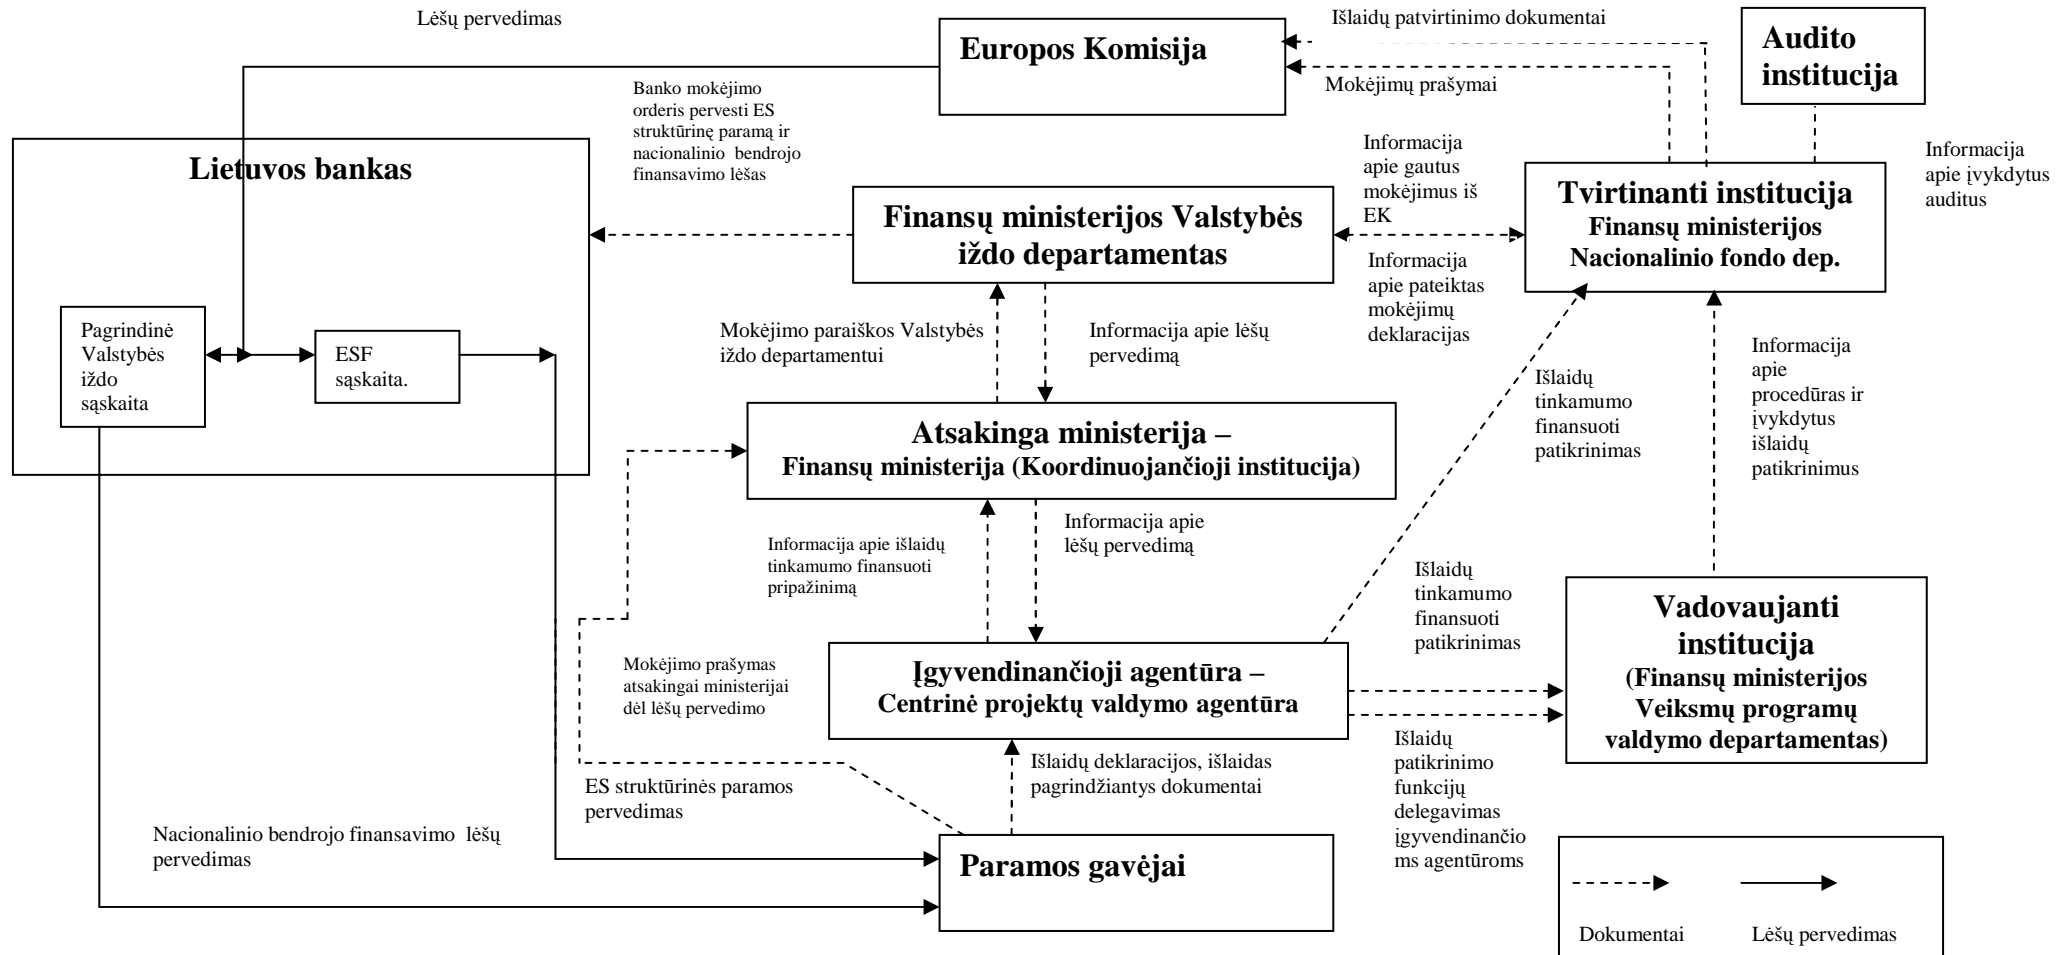 Lėšų pervedimas
Išlaidų patvirtinimo dokumentai
Europos Komisija
Audito
institucija
Mokėjimų prašymai
Banko mokėjimo
orderis pervesti ES
struktūrinę paramą ir
nacionalinio bendrojo
finansavimo lėšas
Informacija
apie gautus
mokėjimus iš
EK
Informacija
apie įvykdytus
auditus
Lietuvos bankas
Finansų ministerijos Valstybės
iždo departamentas
Tvirtinanti institucija
Finansų ministerijos
Nacionalinio fondo dep.
Informacija
apie pateiktas
mokėjimų
deklaracijas
Pagrindinė
Valstybės
iždo
sąskaita
ESF
sąskaita.
Mokėjimo paraiškos Valstybės
iždo departamentui
Informacija apie lėšų
pervedimą
Išlaidų
tinkamumo
finansuoti
patikrinimas
Informacija
apie
procedūras ir
įvykdytus
išlaidų
patikrinimus
Atsakinga ministerija –
Finansų ministerija (Koordinuojančioji institucija)
Informacija apie išlaidų
tinkamumo finansuoti
pripažinimą
Informacija apie
lėšų pervedimą
Išlaidų
tinkamumo
finansuoti
patikrinimas
Vadovaujanti
institucija
(Finansų ministerijos
Veiksmų programų
valdymo departamentas)
Mokėjimo prašymas
atsakingai ministerijai
dėl lėšų pervedimo
Įgyvendinančioji agentūra –
Centrinė projektų valdymo agentūra
Išlaidų
patikrinimo
funkcijų
delegavimas
įgyvendinančio
ms agentūroms
ES struktūrinės paramos
pervedimas
Išlaidų deklaracijos, išlaidas
pagrindžiantys dokumentai
Nacionalinio bendrojo finansavimo lėšų
pervedimas
Paramos gavėjai
Dokumentai
Lėšų pervedimas